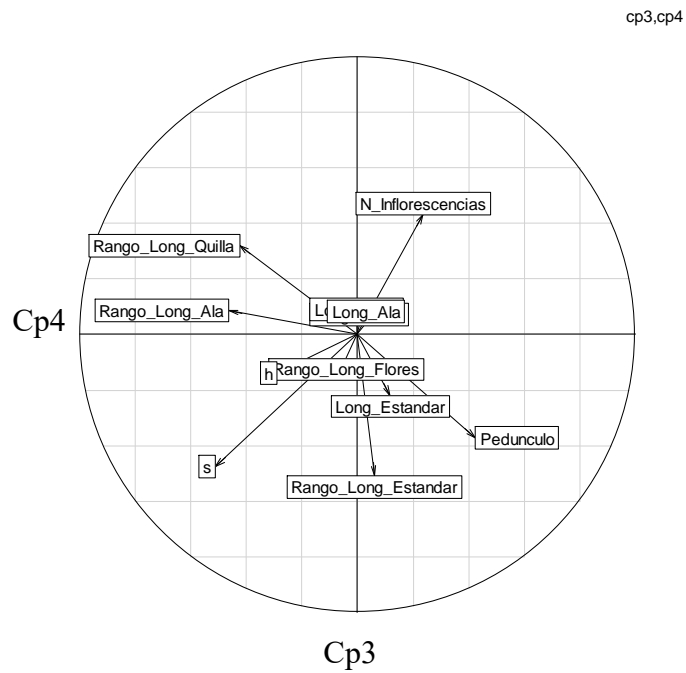 cp3,cp4
N_Inflorescencias
Rango_Long_Quilla
Rango_Long_Ala
Long_Ala
Cp4
Rango_Long_Flores
h
Long_Estandar
Pedunculo
s
Rango_Long_Estandar
Cp3